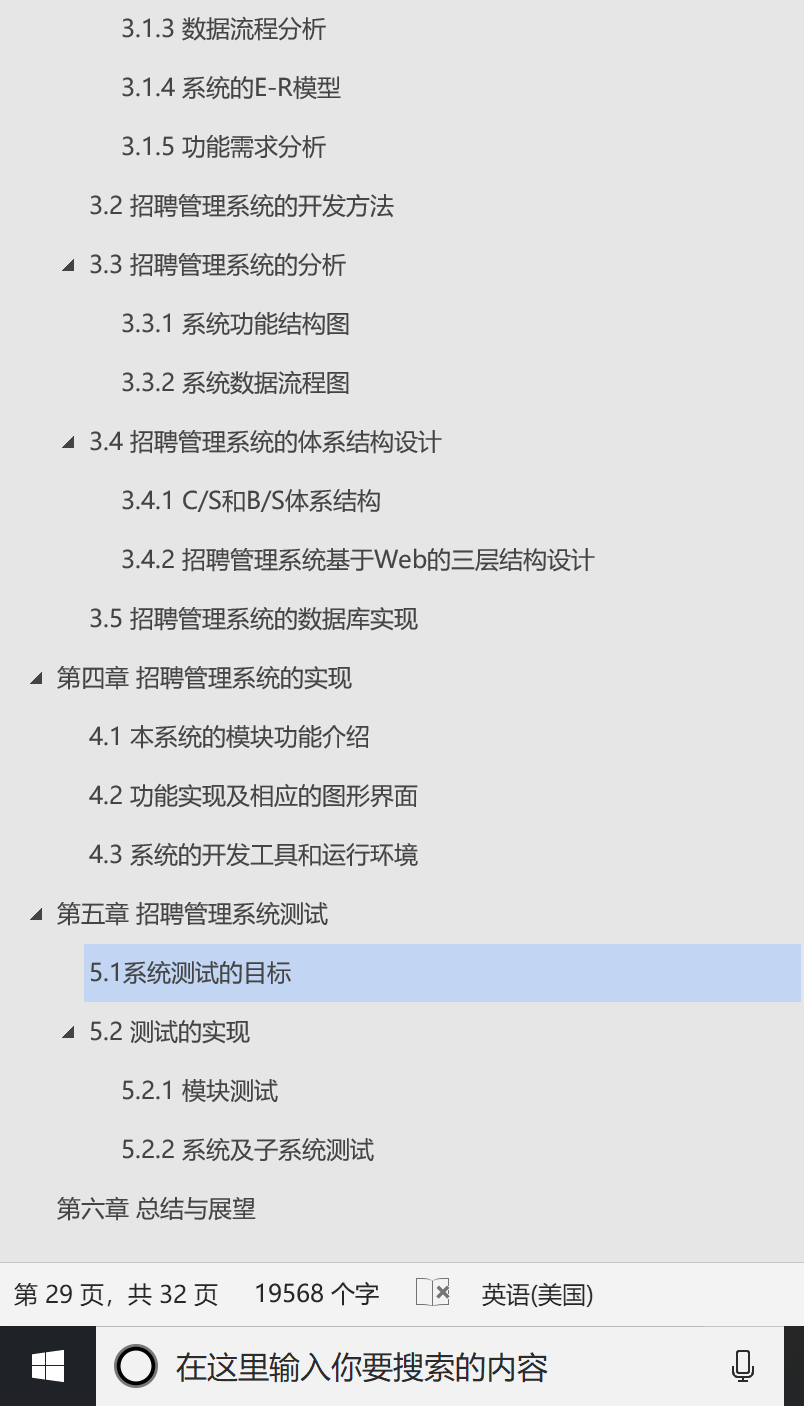 3.1.3 数据流程分析
3.1.4 系统的E-R模型
3.1.5 功能需求分析
3.2 招聘管理系统的开发方法
3.3 招聘管理系统的分析
3.3.1 系统功能结构图
3.3.2 系统数据流程图
3.4 招聘管理系统的体系结构设计
3.4.1 C/S和B/S体系结构
3.4.2 招聘管理系统基于Web的三层结构设计
3.5 招聘管理系统的数据库实现
第四章 招聘管理系统的实现
4.1 本系统的模块功能介绍
4.2 功能实现及相应的图形界面
4.3 系统的开发工具和运行环境
第五章 招聘管理系统测试
5.1系统测试的目标
5.2 测试的实现
5.2.1 模块测试
5.2.2 系统及子系统测试
第六章 总结与展望
第 29 页，共 32 页 19568 个字 英语(美国)
在这里输入你要搜索的内容